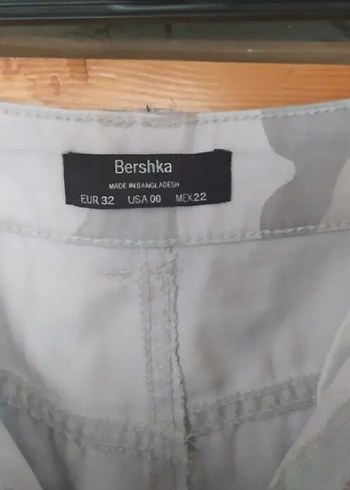 Bershka
MADE IN BANGLADESH
EUR 32 USA 00 MEX 22